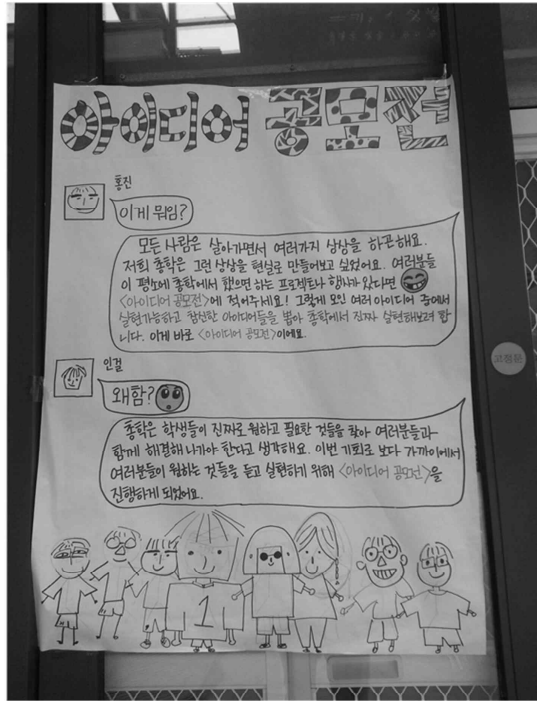 아이디어 공모전
홍진
이게 뭐임?
모든 사람은 살아가면서 여러가지 상상을 하곤해요.
저희 총학은 그런 상상을 현실로 만들어보고 싶었어요. 여러분들
이 평소에 총학에서 했으면 하는 프로젝트나 행사가 있다면
<아이디어 공모전>에 적어주세요! 그렇게 모인 여러 아이디어 중에서
실현가능하고 참신한 아이디어들을 뽑아 총학에서 진짜 실현해보려 합
니다. 이게 바로 <아이디어 공모전>이에요.
인걸
왜함?
총학은 학생들이 진짜로 원하고 필요한 것들을 찾아 여러분들과
함께 해결해 나가야 한다고 생각해요. 이번 기회로 보다 가까이에서
여러분들이 원하는 것들을 듣고 실현하기 위해 <아이디어 공모전>을
진행하게 되었어요.
1
고정문